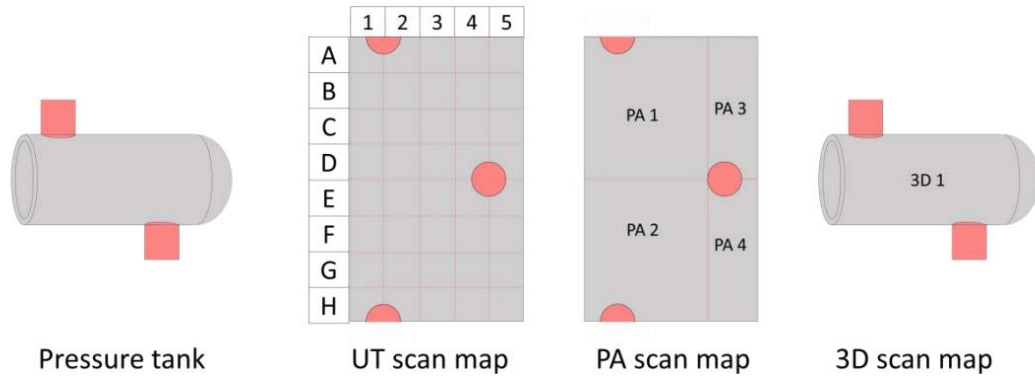 1 2 3 4 5
A
B
C
D
E
F
G
H
PA 1
PA 3
PA 2
PA 4
3D 1
Pressure tank
UT scan map
PA scan map
3D scan map